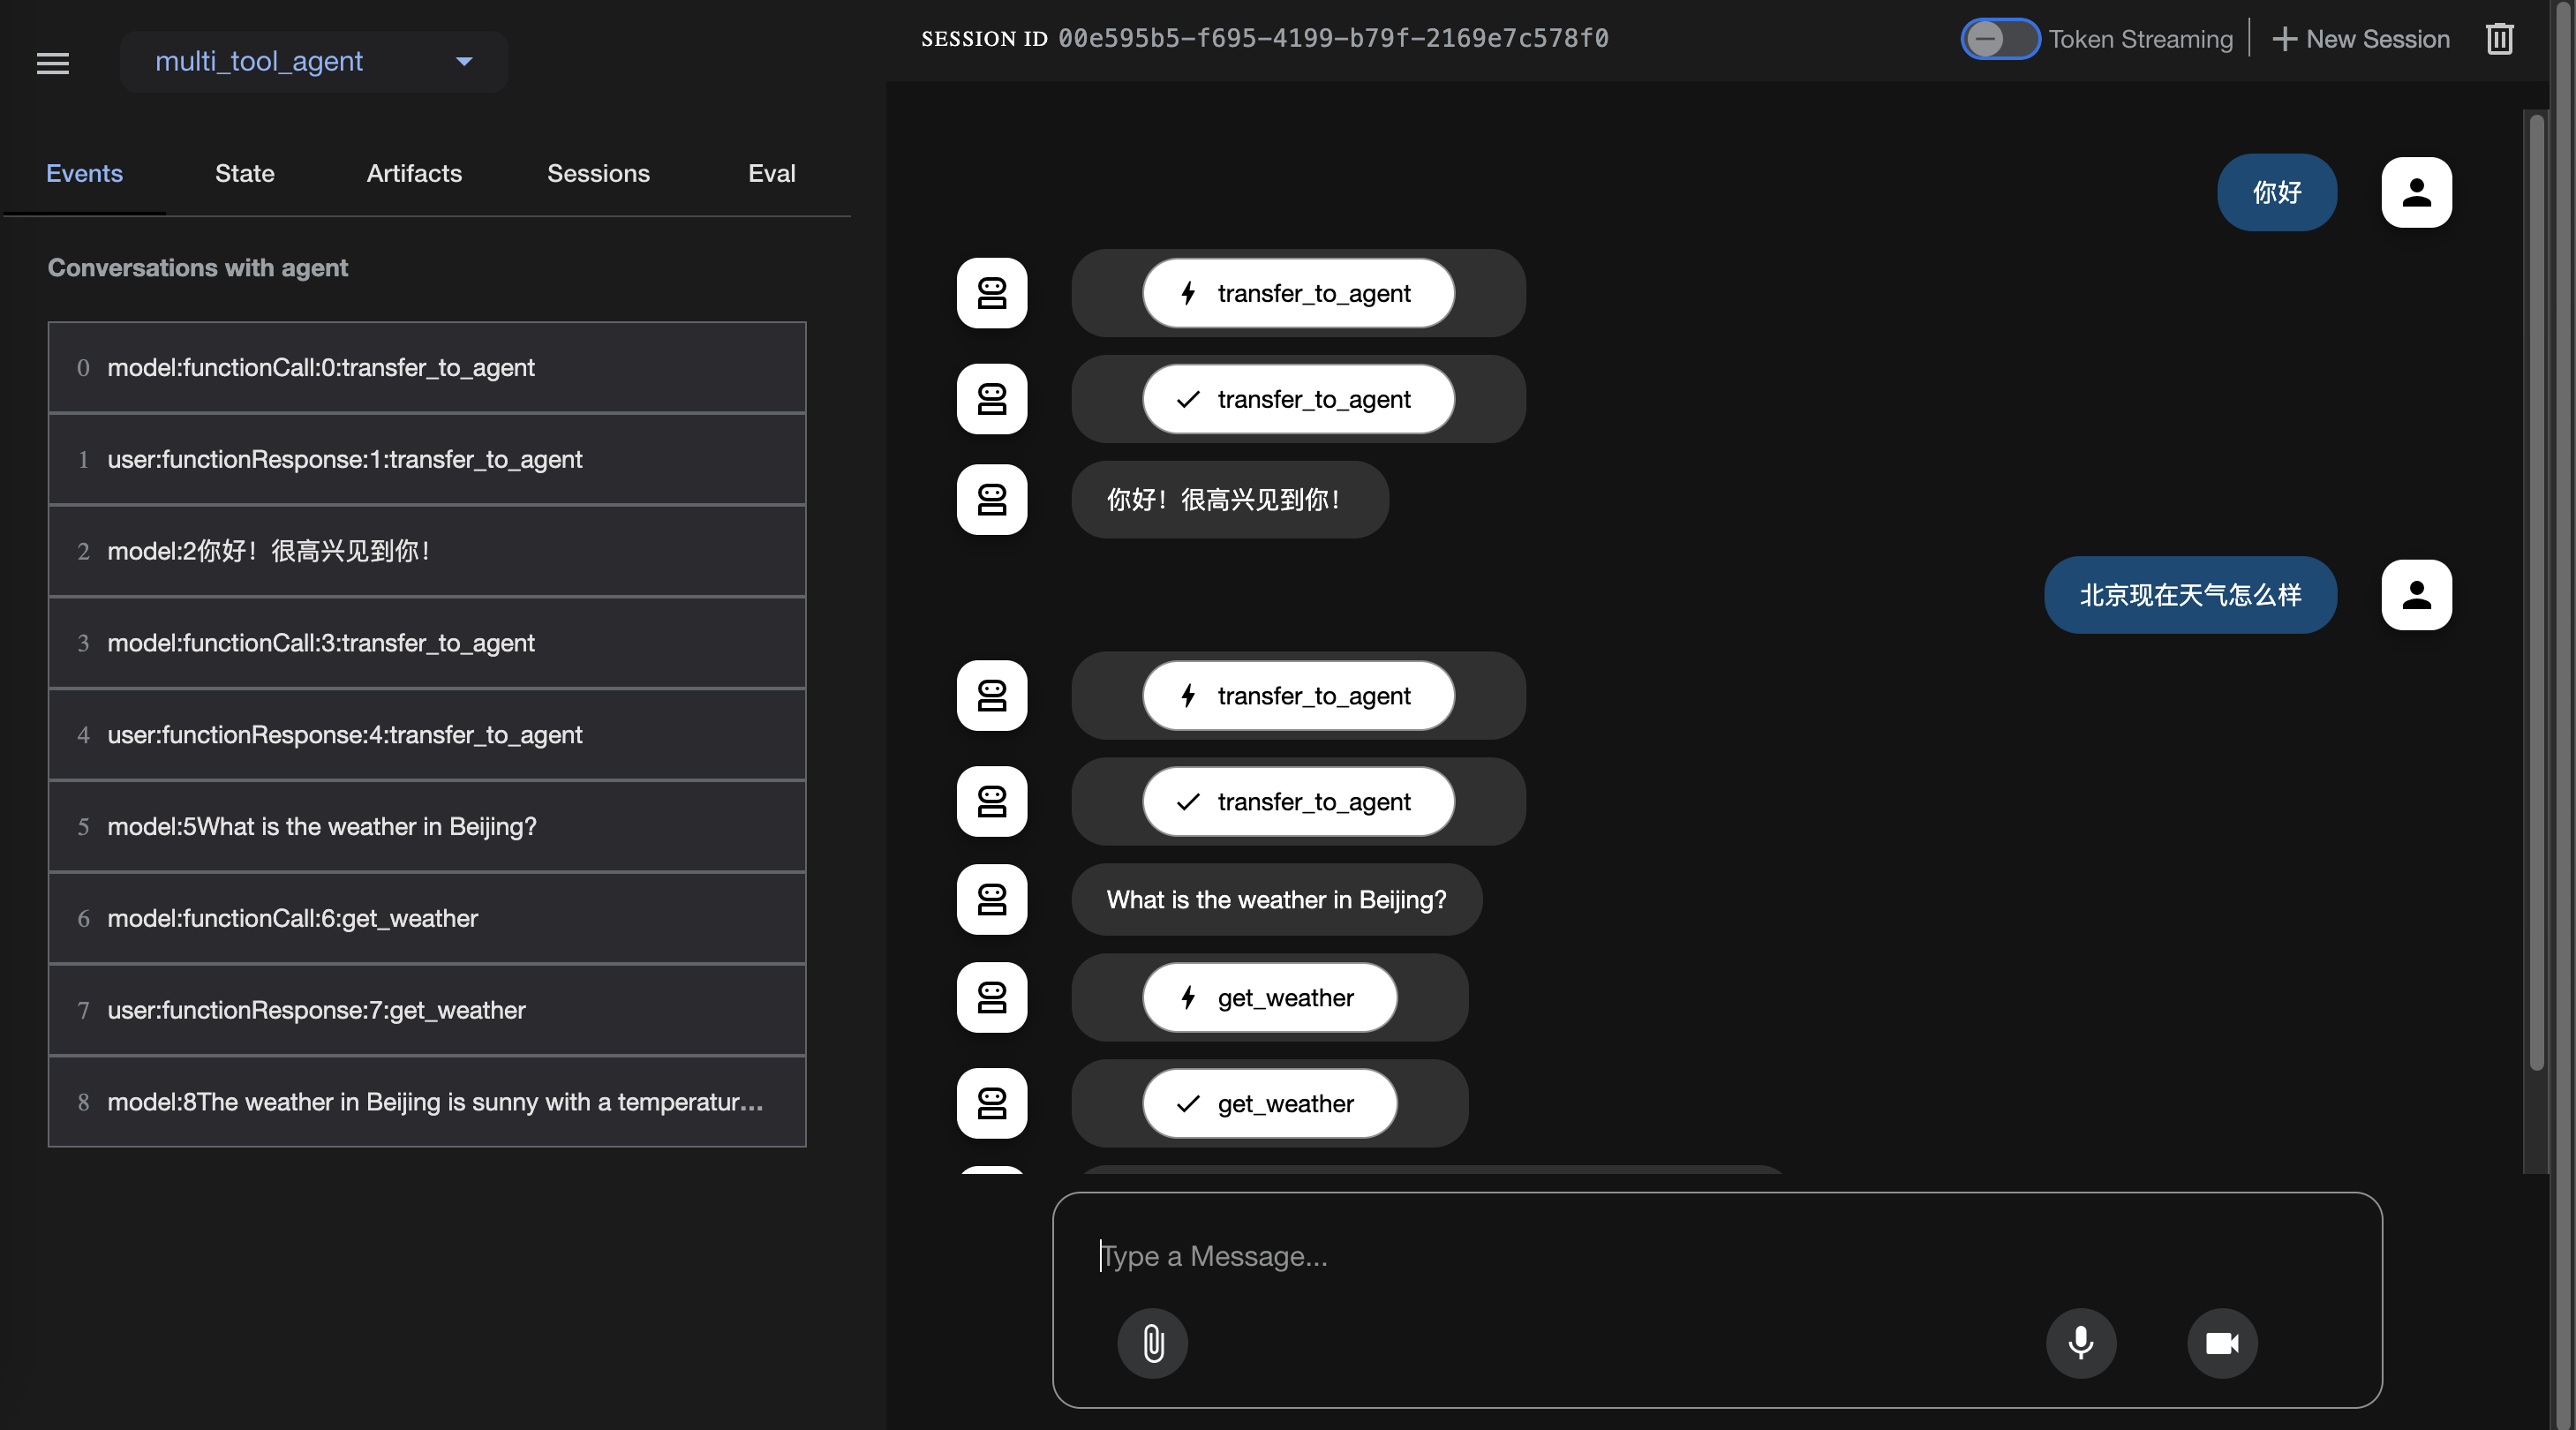 multi_tool_agent
SESSION ID 00e595b5-f695-4199-b79f-2169e7c578f0
Token Streaming
New Session
Events
State
Artifacts
Sessions
Eval
Conversations with agent
0 model:functionCall:0:transfer_to_agent
1 user:functionResponse:1:transfer_to_agent
2 model:2你好！很高兴见到你！
3 model:functionCall:3:transfer_to_agent
4 user:functionResponse:4:transfer_to_agent
5 model:5What is the weather in Beijing?
6 model:functionCall:6:get_weather
7 user:functionResponse:7:get_weather
8 model:8The weather in Beijing is sunny with a temperatur...
你好
transfer_to_agent
transfer_to_agent
你好！很高兴见到你！
北京现在天气怎么样
transfer_to_agent
transfer_to_agent
What is the weather in Beijing?
get_weather
get_weather
Type a Message...